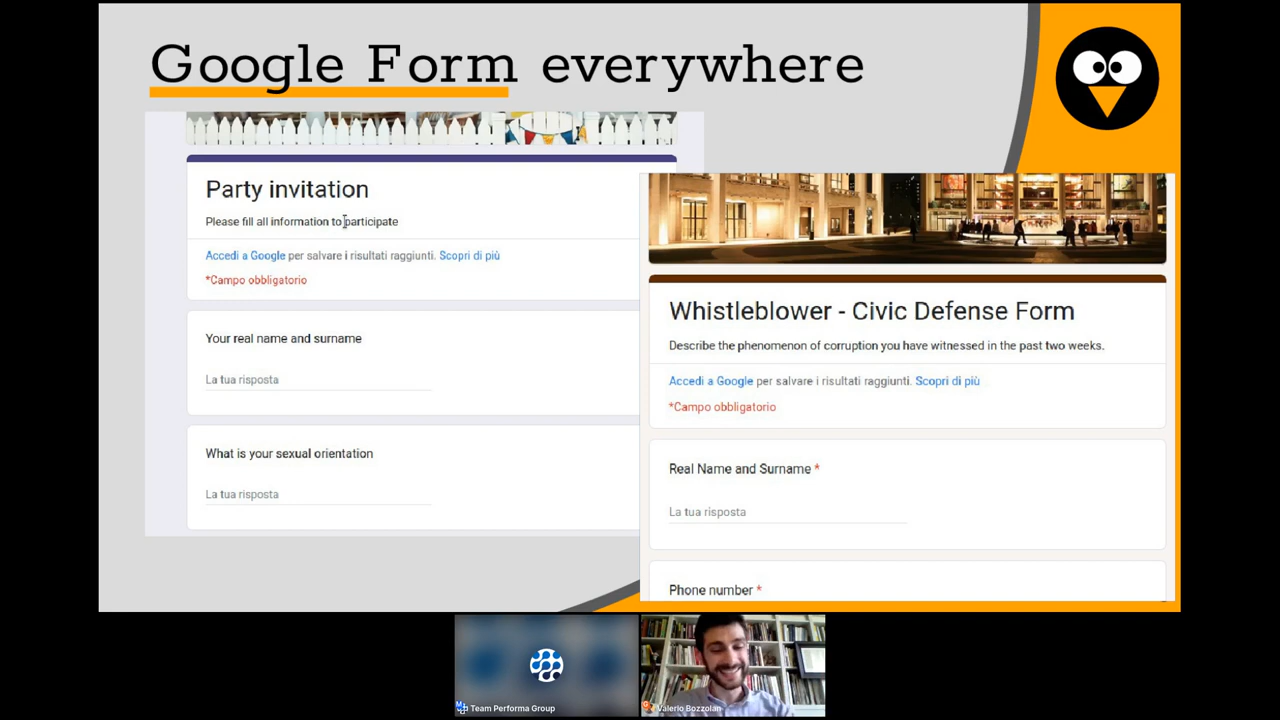 Google Form everywhere
Party invitation
Please fill all information to participate
Accedi a Google per salvare i risultati raggiunti. Scopri di più
*Campo obbligatorio
Your real name and surname
La tua risposta
What is your sexual orientation
La tua risposta
Whistleblower - Civic Defense Form
Describe the phenomenon of corruption you have witnessed in the past two weeks.
Accedi a Google per salvare i risultati raggiunti. Scopri di più
*Campo obbligatorio
Real Name and Surname *
La tua risposta
Phone number *
Team Performa Group
Valerio Bozzolan